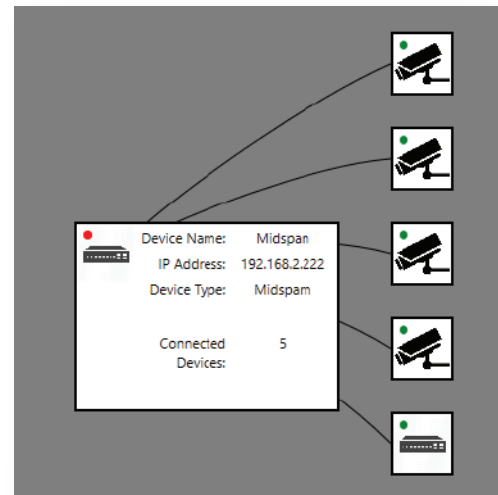 Device Name: Midspan
IP Address: 192.168.2.222
Device Type: Midspam
Connected 5
Devices: